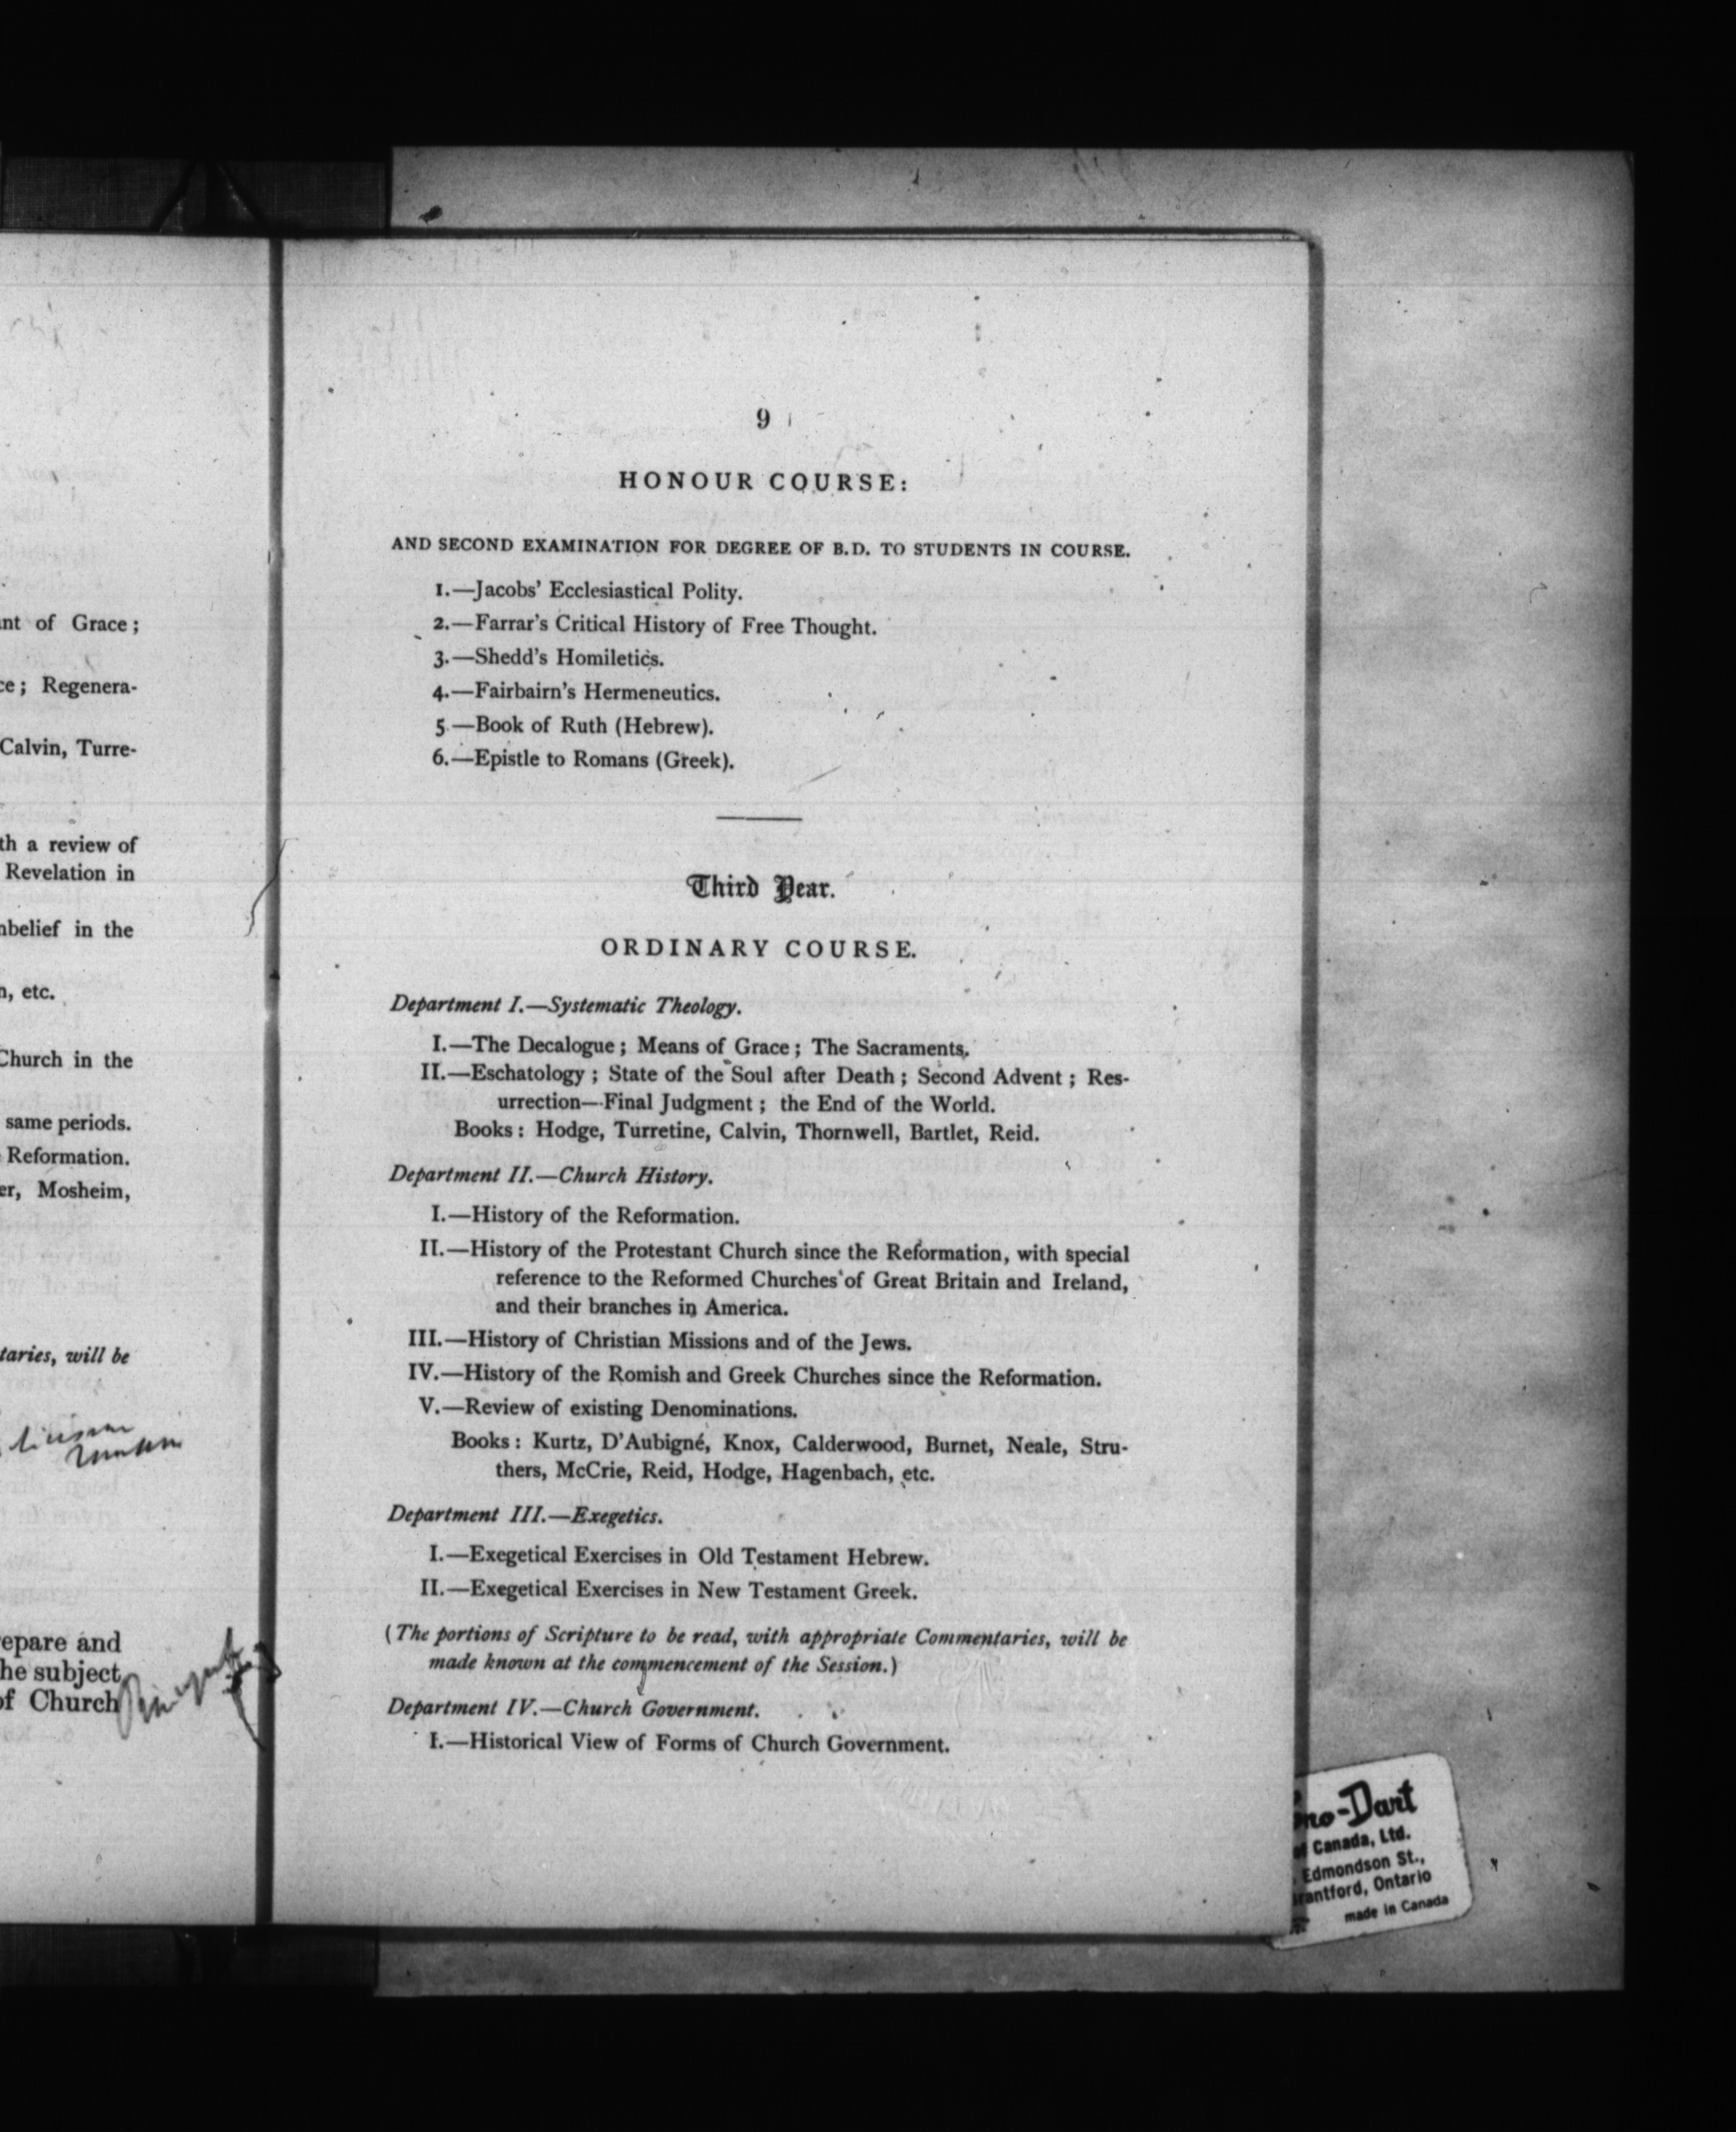 nt of Grace;
ce; Regenera-
Calvin, Turre-
th a review of
Revelation in
nbelief in the
n, etc.
Church in the
same periods.
Reformation.
er, Mosheim,
taries, will be
epare and
he subject
of Church
9
HONOUR COURSE:
AND SECOND EXAMINATION FOR DEGREE OF B.D. TO STUDENTS IN COURSE.
1.—Jacobs' Ecclesiastical Polity.
2.—Farrar's Critical History of Free Thought.
3.—Shedd's Homiletics.
4.—Fairbairn's Hermeneutics.
5.—Book of Ruth (Hebrew).
6.—Epistle to Romans (Greek).
Third Year.
ORDINARY COURSE.
Department I.—Systematic Theology.
I.—The Decalogue; Means of Grace; The Sacraments.
II.—Eschatology; State of the Soul after Death; Second Advent; Res-
urrection—Final Judgment; the End of the World.
Books: Hodge, Turretine, Calvin, Thornwell, Bartlet, Reid.
Department II.—Church History.
I.—History of the Reformation.
II.—History of the Protestant Church since the Reformation, with special
reference to the Reformed Churches of Great Britain and Ireland,
and their branches in America.
III.—History of Christian Missions and of the Jews.
IV.—History of the Romish and Greek Churches since the Reformation.
V.—Review of existing Denominations.
Books: Kurtz, D'Aubigné, Knox, Calderwood, Burnet, Neale, Stru-
thers, McCrie, Reid, Hodge, Hagenbach, etc.
Department III.—Exegetics.
I.—Exegetical Exercises in Old Testament Hebrew.
II.—Exegetical Exercises in New Testament Greek.
(The portions of Scripture to be read, with appropriate Commentaries, will be
made known at the commencement of the Session.)
Department IV.—Church Government.
I.—Historical View of Forms of Church Government.
ro-Dart
of Canada, Ltd.
Edmondson St.,
rantford, Ontario
made in Canada